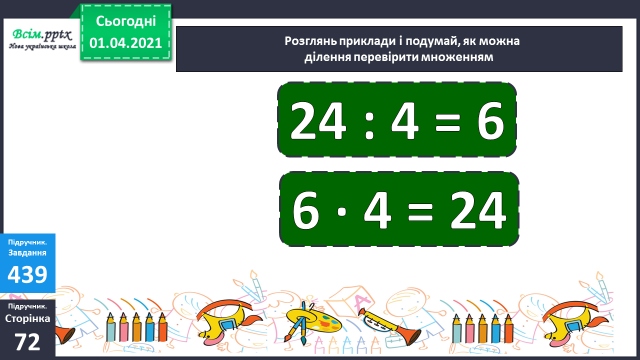 Всім.pptx
Нова українська школа
Сьогодні
01.04.2021
Розглянь приклади і подумай, як можна
ділення перевірити множенням
24 : 4 = 6
6 · 4 = 24
Підручник.
Завдання
439
Підручник.
Сторінка
72